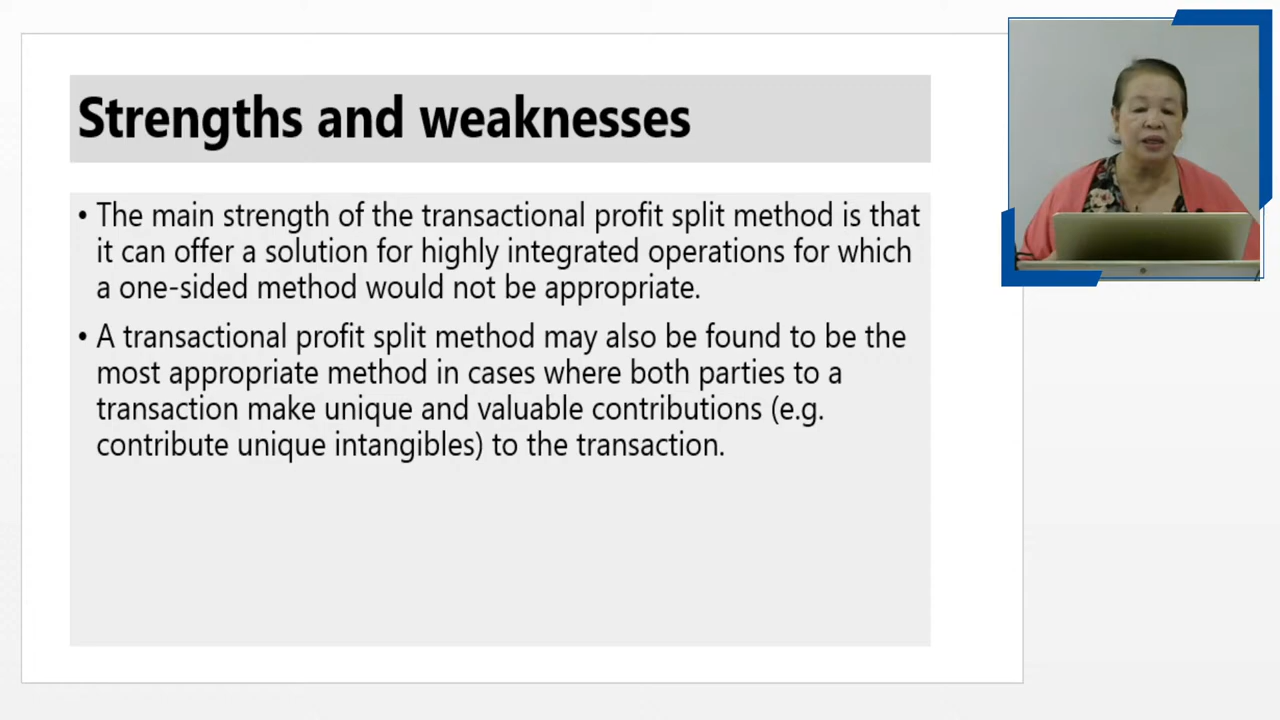 Strengths and weaknesses
• The main strength of the transactional profit split method is that
it can offer a solution for highly integrated operations for which
a one-sided method would not be appropriate.
• A transactional profit split method may also be found to be the
most appropriate method in cases where both parties to a
transaction make unique and valuable contributions (e.g.
contribute unique intangibles) to the transaction.